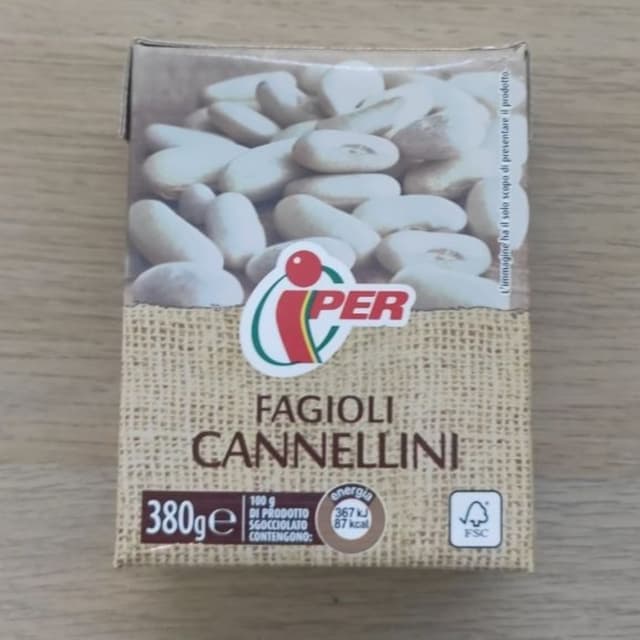 L'immagine ha il solo scopo di presentare il prodotto.
iPER
FAGIOLI
CANNELLINI
380g e
100 g
DI PRODOTTO
SGOCCIOLATO
CONTENGONO:
energia
367 kJ
87 kcal
FSC